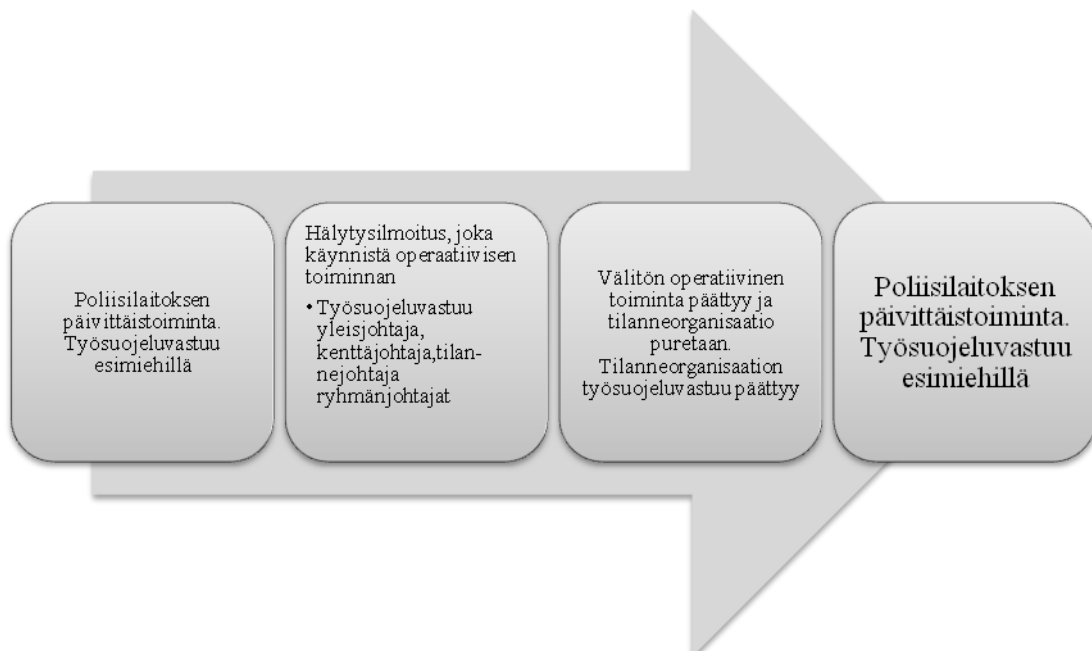 Poliisilaitoksen
päivittäistoiminta.
Työsuojeluvastuu
esimiehillä
Hälytysilmoitus, joka
käynnistä operaatiivisen
toiminnan
• Työsuojeluvastuu
yleisjohtaja,
kenttäjohtaja,tilan-
nejohtaja
ryhmänjohtajat
Välitön operatiivinen
toiminta päättyy ja
tilanneorganisaatio
puretaan.
Tilanneorganisaation
työsuojeluvastuu päättyy
Poliisilaitoksen
päivittäistoiminta.
Työsuojeluvastuu
esimiehillä